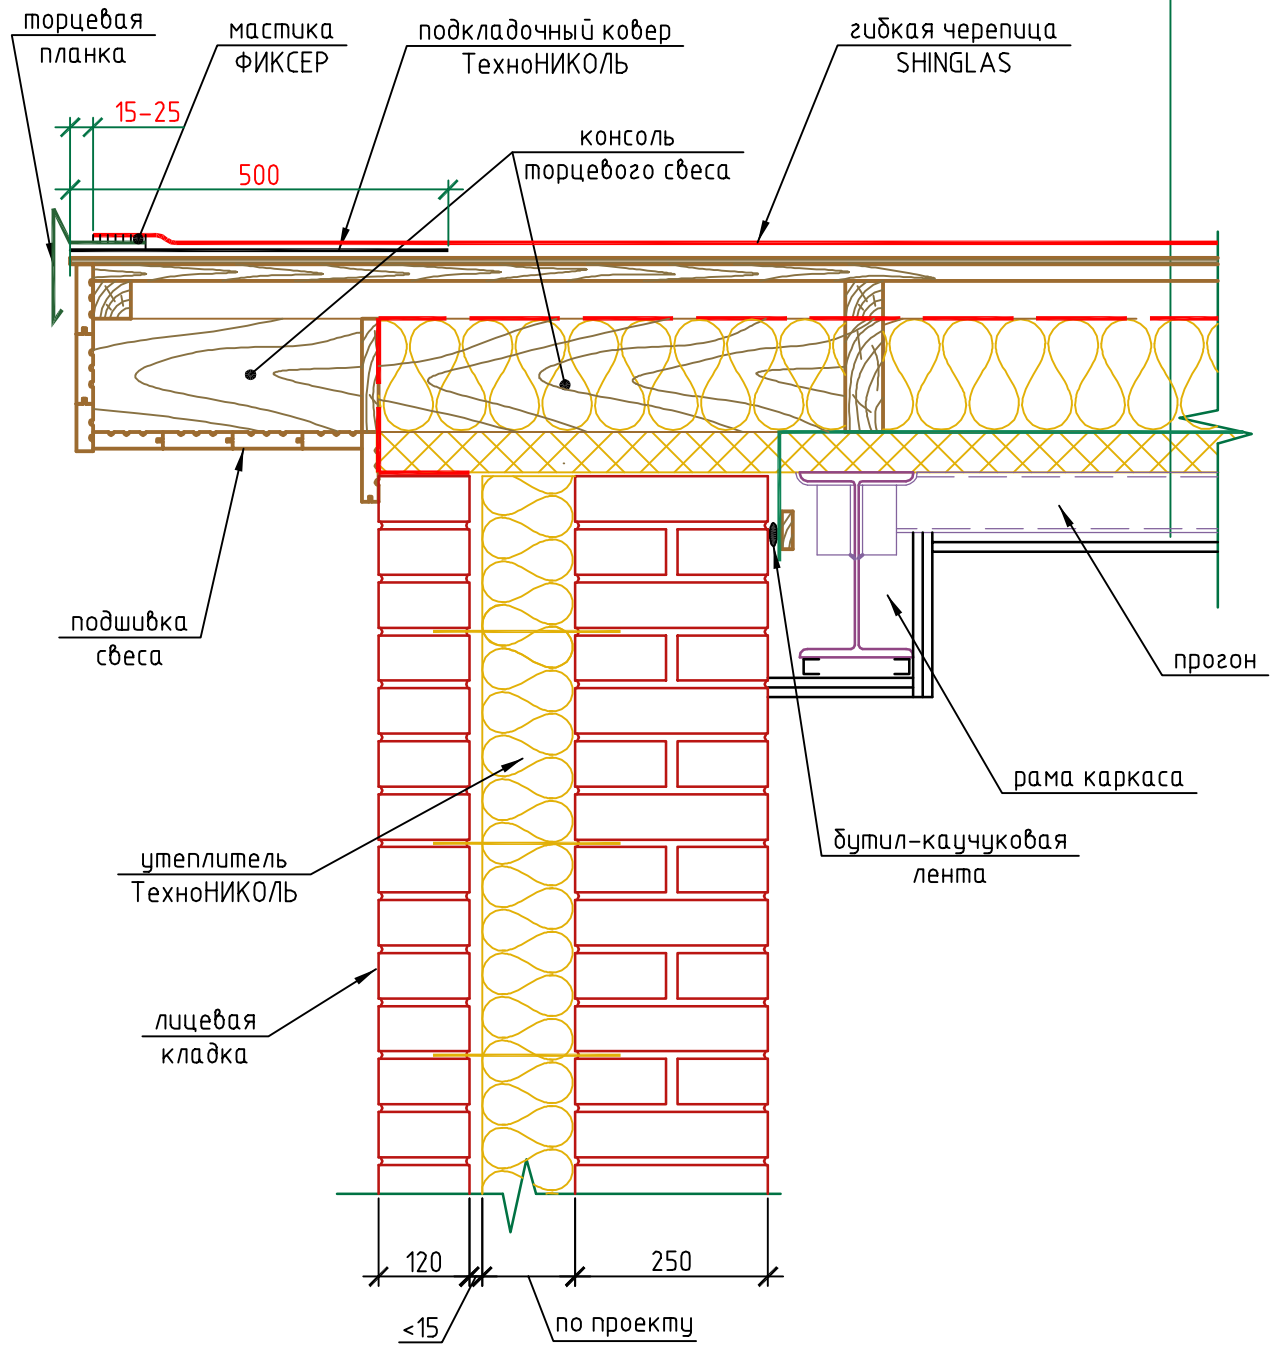 торцевая
планка
мастика
ФИКСЕР
подкладочный ковер
ТехноНИКОЛЬ
гибкая черепица
SHINGLAS
15-25
500
консоль
торцевого свеса
подшивка
свеса
прогон
рама каркаса
бутил-каучуковая
лента
утеплитель
ТехноНИКОЛЬ
лицевая
кладка
120
250
<15
по проекту